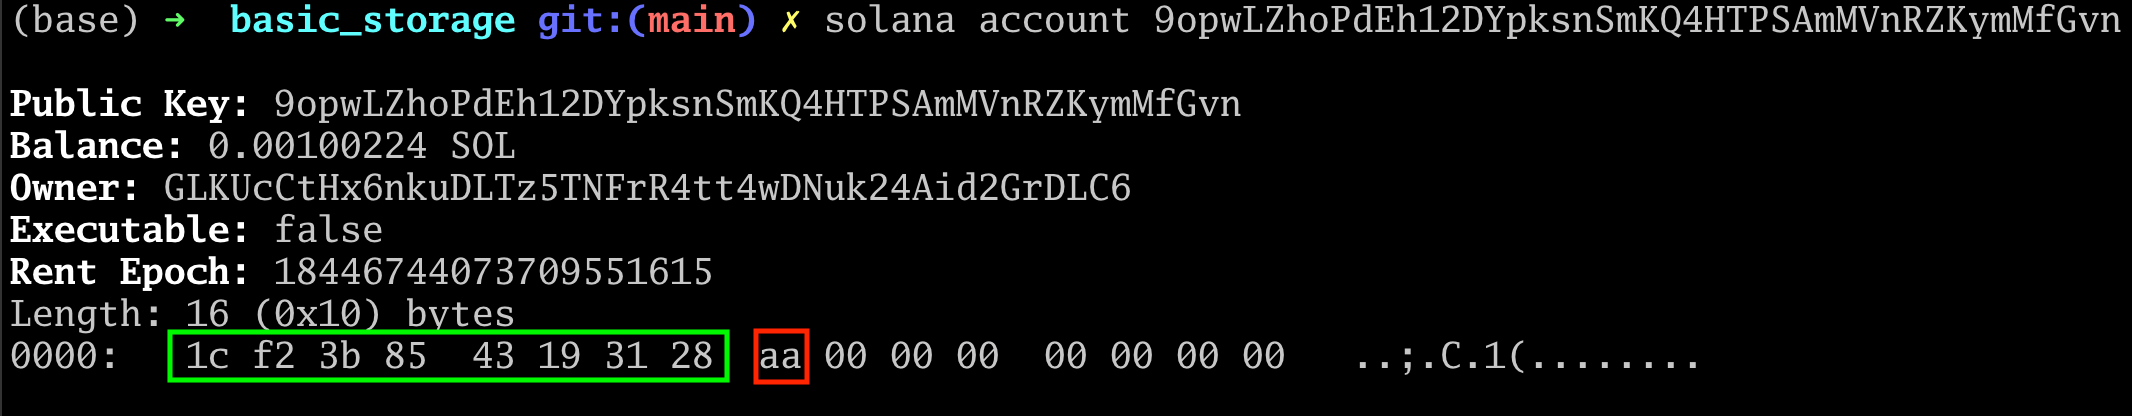 (base) ➜ basic_storage git:(main) ✗ solana account 9opwLZhoPdEh12DYpksnSmKQ4HTPSAmMVnRZKymMfGvn
Public Key: 9opwLZhoPdEh12DYpksnSmKQ4HTPSAmMVnRZKymMfGvn
Balance: 0.00100224 SOL
Owner: GLKUcCtHx6nkuDLTz5TNFrR4tt4wDNuk24Aid2GrDLC6
Executable: false
Rent Epoch: 18446744073709551615
Length: 16 (0x10) bytes
0000: 1c f2 3b 85 43 19 31 28 aa 00 00 00 00 00 00 00 ..;.C.1(........